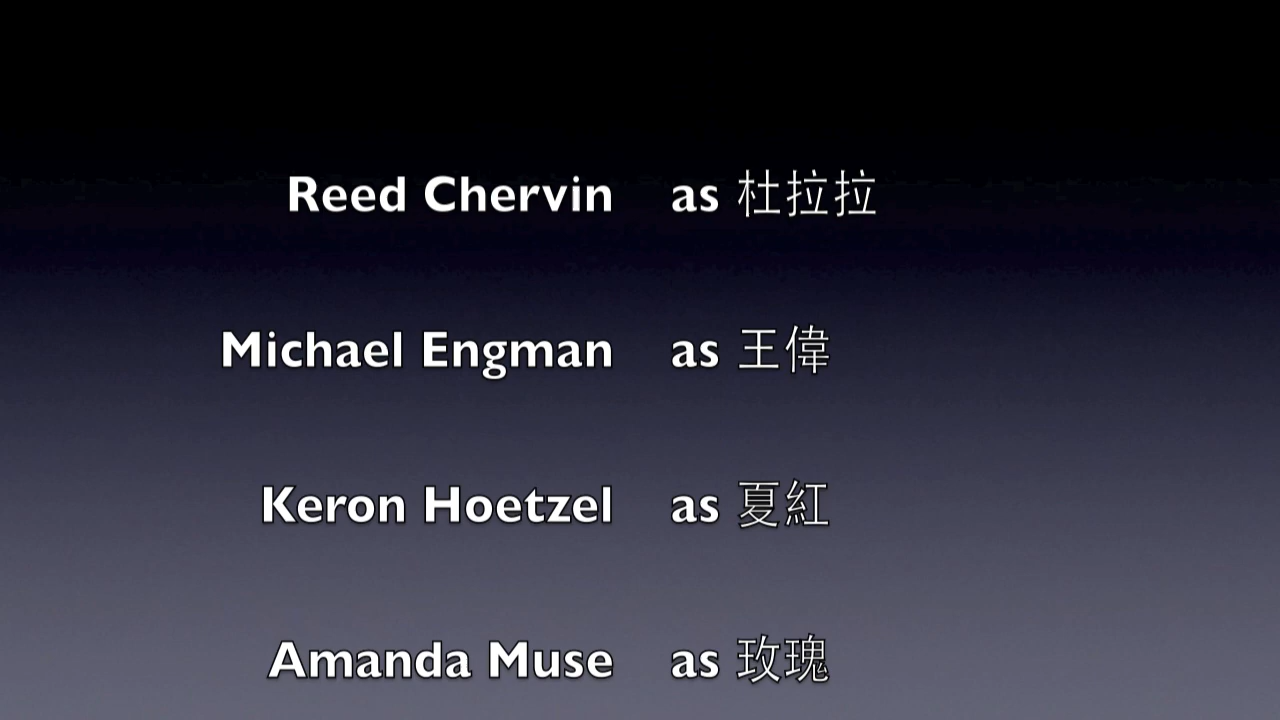 Reed Chervin as 杜拉拉
Michael Engman as 王偉
Keron Hoetzel as 夏紅
Amanda Muse as 玫瑰